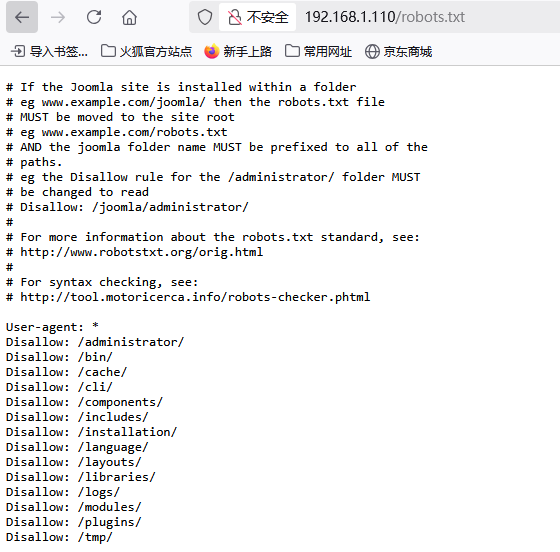 不安全 192.168.1.110/robots.txt
导入书签... 火狐官方站点 新手上路 常用网址 京东商城
# If the Joomla site is installed within a folder
# eg www.example.com/joomla/ then the robots.txt file
# MUST be moved to the site root
# eg www.example.com/robots.txt
# AND the joomla folder name MUST be prefixed to all of the
# paths.
# eg the Disallow rule for the /administrator/ folder MUST
# be changed to read
# Disallow: /joomla/administrator/
#
# For more information about the robots.txt standard, see:
# http://www.robotstxt.org/orig.html
#
# For syntax checking, see:
# http://tool.motoricerca.info/robots-checker.phtml
User-agent: *
Disallow: /administrator/
Disallow: /bin/
Disallow: /cache/
Disallow: /cli/
Disallow: /components/
Disallow: /includes/
Disallow: /installation/
Disallow: /language/
Disallow: /layouts/
Disallow: /libraries/
Disallow: /logs/
Disallow: /modules/
Disallow: /plugins/
Disallow: /tmp/